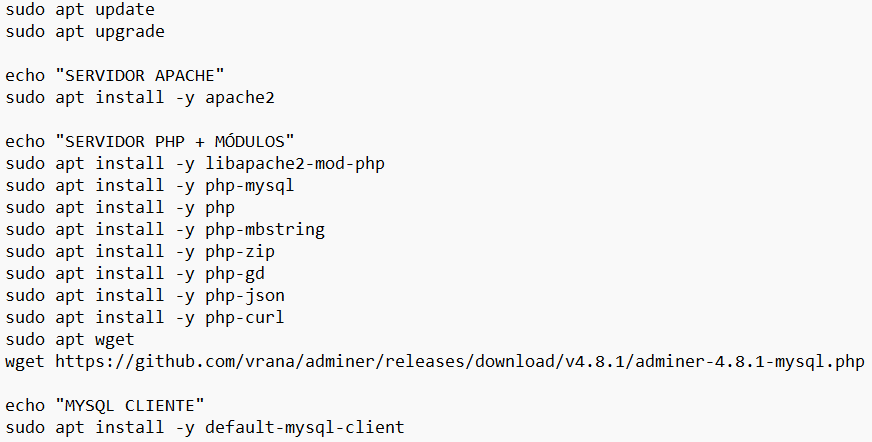 sudo apt update
sudo apt upgrade
echo "SERVIDOR APACHE"
sudo apt install -y apache2
echo "SERVIDOR PHP + MÓDULOS"
sudo apt install -y libapache2-mod-php
sudo apt install -y php-mysql
sudo apt install -y php
sudo apt install -y php-mbstring
sudo apt install -y php-zip
sudo apt install -y php-gd
sudo apt install -y php-json
sudo apt install -y php-curl
sudo apt wget
wget https://github.com/vrana/adminer/releases/download/v4.8.1/adminer-4.8.1-mysql.php
echo "MYSQL CLIENTE"
sudo apt install -y default-mysql-client